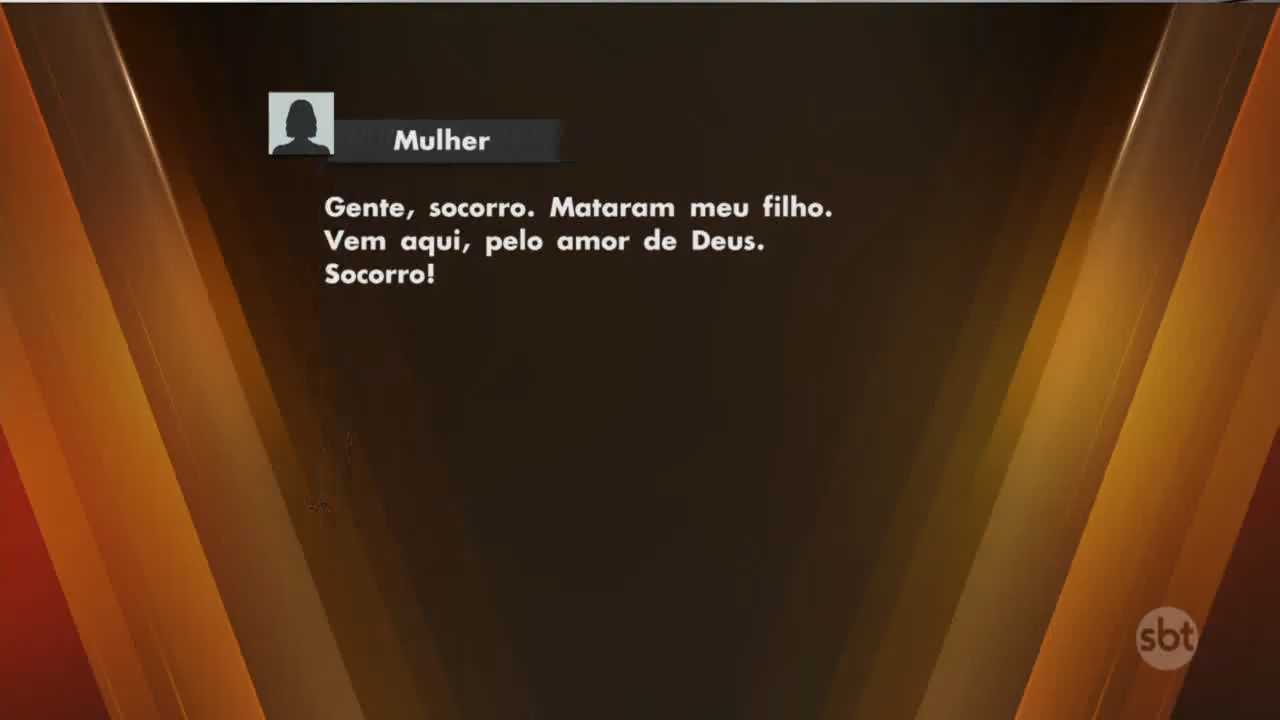 Mulher
Gente, socorro. Mataram meu filho.
Vem aqui, pelo amor de Deus.
Socorro!
sbt